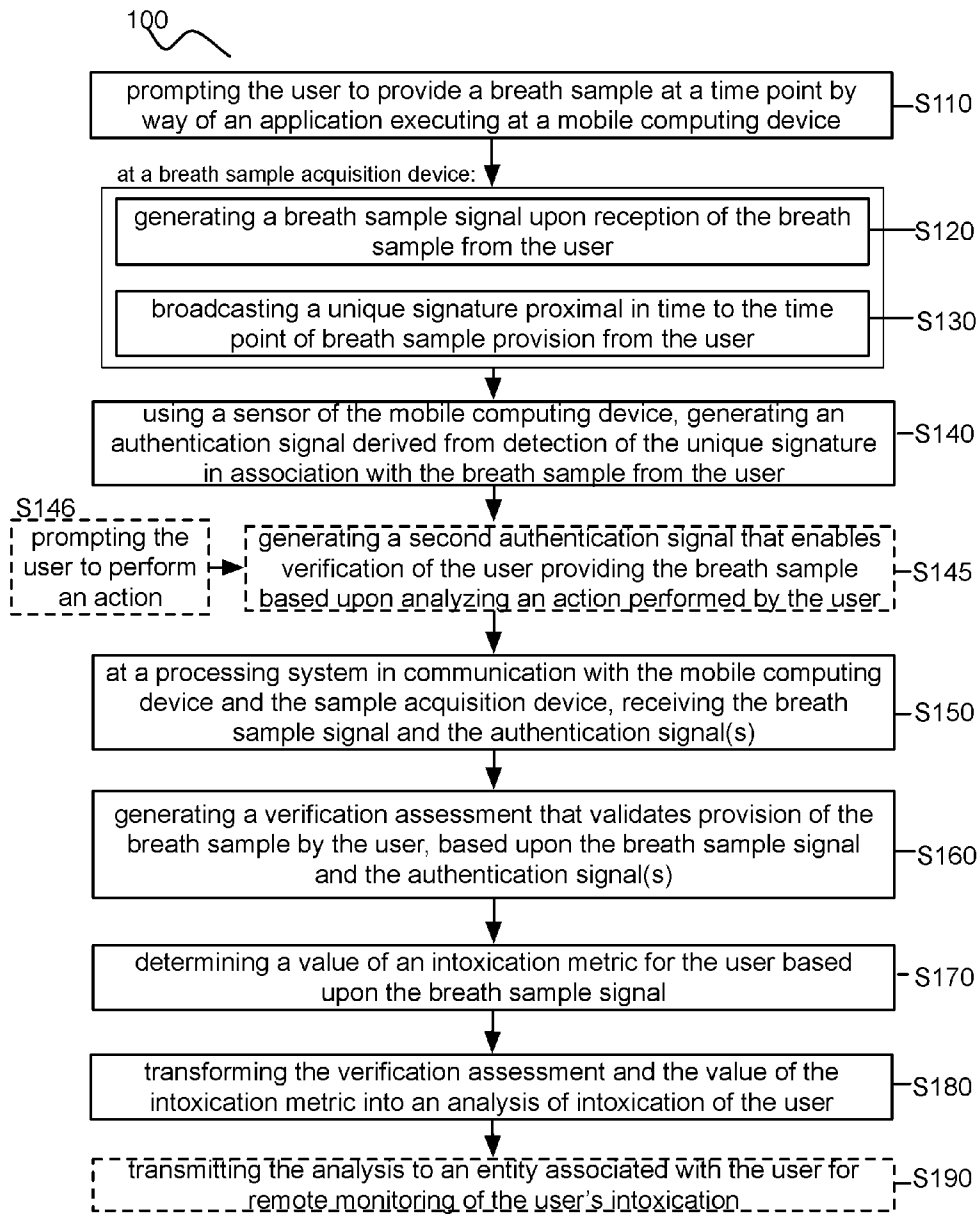 100
prompting the user to provide a breath sample at a time point by
way of an application executing at a mobile computing device
S110
at a breath sample acquisition device:
generating a breath sample signal upon reception of the breath
sample from the user
S120
broadcasting a unique signature proximal in time to the time
point of breath sample provision from the user
S130
using a sensor of the mobile computing device, generating an
authentication signal derived from detection of the unique signature
in association with the breath sample from the user
S140
S146
prompting the
user to perform
an action
generating a second authentication signal that enables
verification of the user providing the breath sample
based upon analyzing an action performed by the user
S145
at a processing system in communication with the mobile computing
device and the sample acquisition device, receiving the breath
sample signal and the authentication signal(s)
S150
generating a verification assessment that validates provision of the
breath sample by the user, based upon the breath sample signal
and the authentication signal(s)
S160
determining a value of an intoxication metric for the user based
upon the breath sample signal
S170
transforming the verification assessment and the value of the
intoxication metric into an analysis of intoxication of the user
S180
transmitting the analysis to an entity associated with the user for
remote monitoring of the user's intoxication
S190